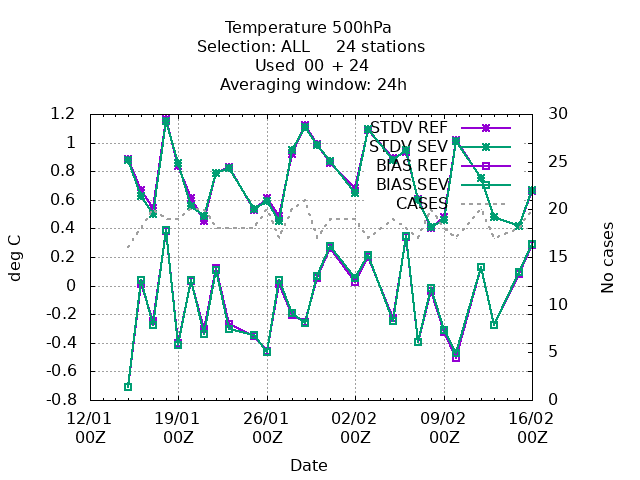 Temperature 500hPa
Selection: ALL 24 stations
Used 00 + 24
Averaging window: 24h
1.2
1
0.8
0.6
0.4
0.2
0
-0.2
-0.4
-0.6
-0.8
deg C
30
25
20
15
10
5
0
No cases
STDV REF
STDV SEV
BIAS REF
BIAS SEV
CASES
12/01 19/01 26/01 02/02 09/02 16/02
00Z 00Z 00Z 00Z 00Z 00Z
Date